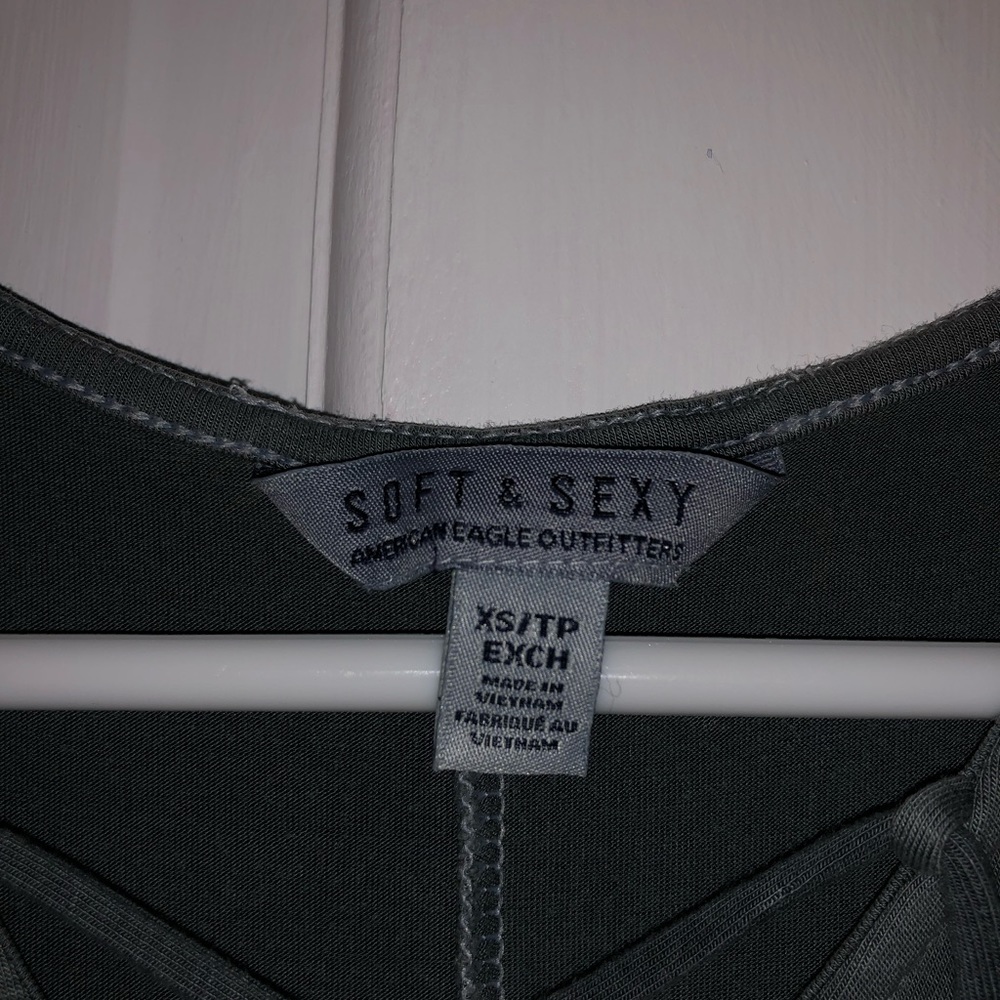 SOFT & SEXY
AMERICAN EAGLE OUTFITTERS
XS/TP
EXCH
MADE IN
VIETNAM
FABRIQUÉ AU
VIETNAM